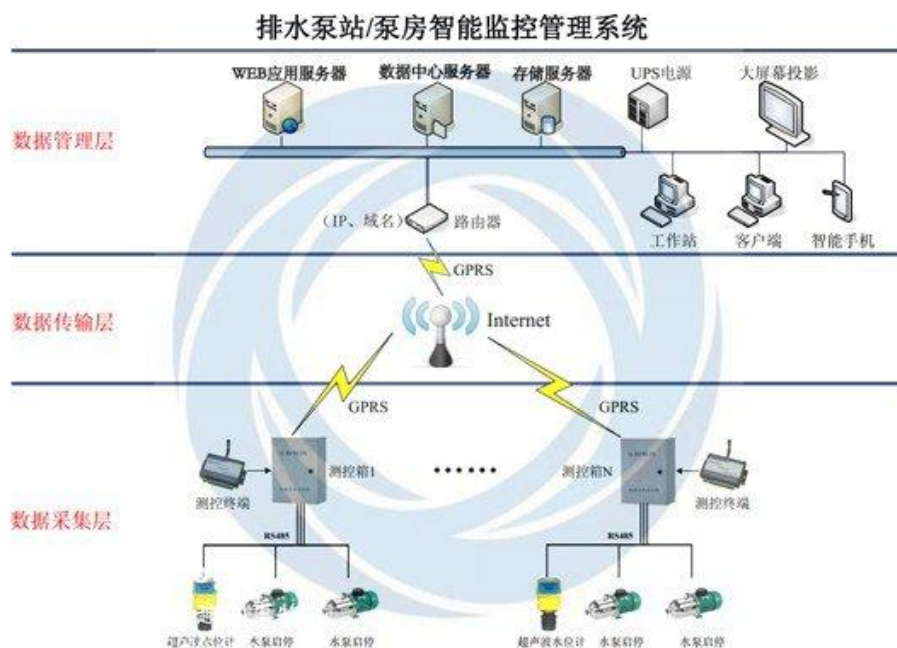 排水泵站/泵房智能监控管理系统
WEB应用服务器
数据中心服务器
存储服务器
UPS电源
大屏幕投影
数据管理层
（IP、域名）
路由器
工作站
客户端
智能手机
GPRS
数据传输层
Internet
GPRS
GPRS
测控箱1
······
测控箱N
测控终端
测控终端
数据采集层
RS485
RS485
超声波水位计
水泵启停
水泵启停
超声波水位计
水泵启停
水泵启停